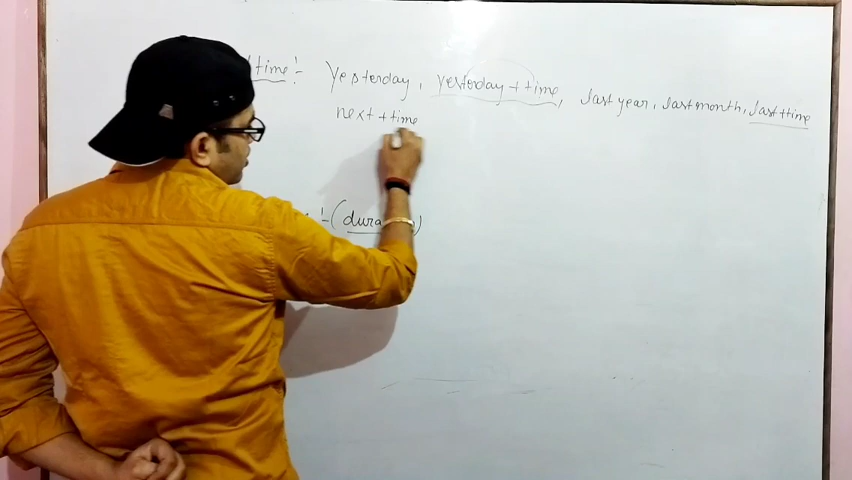 time :- Yesterday, yesterday + time, last year, last month, last + time
next + time
:- (dura )